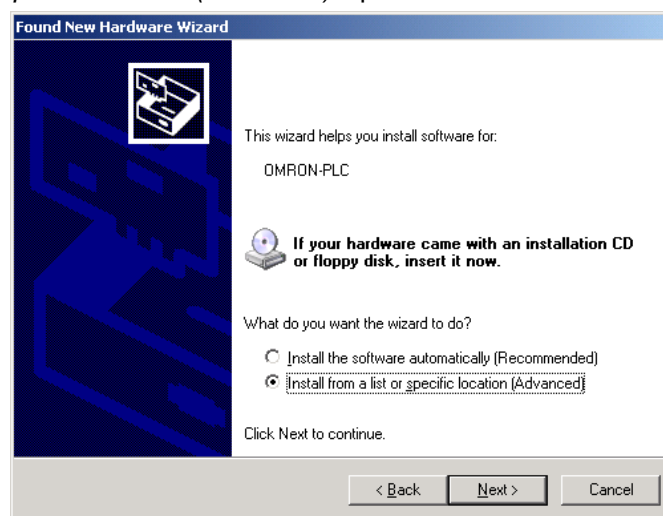 Found New Hardware Wizard
This wizard helps you install software for:
OMRON-PLC
If your hardware came with an installation CD
or floppy disk, insert it now.
What do you want the wizard to do?
Install the software automatically (Recommended)
Install from a list or specific location (Advanced)
Click Next to continue.
< Back Next > Cancel